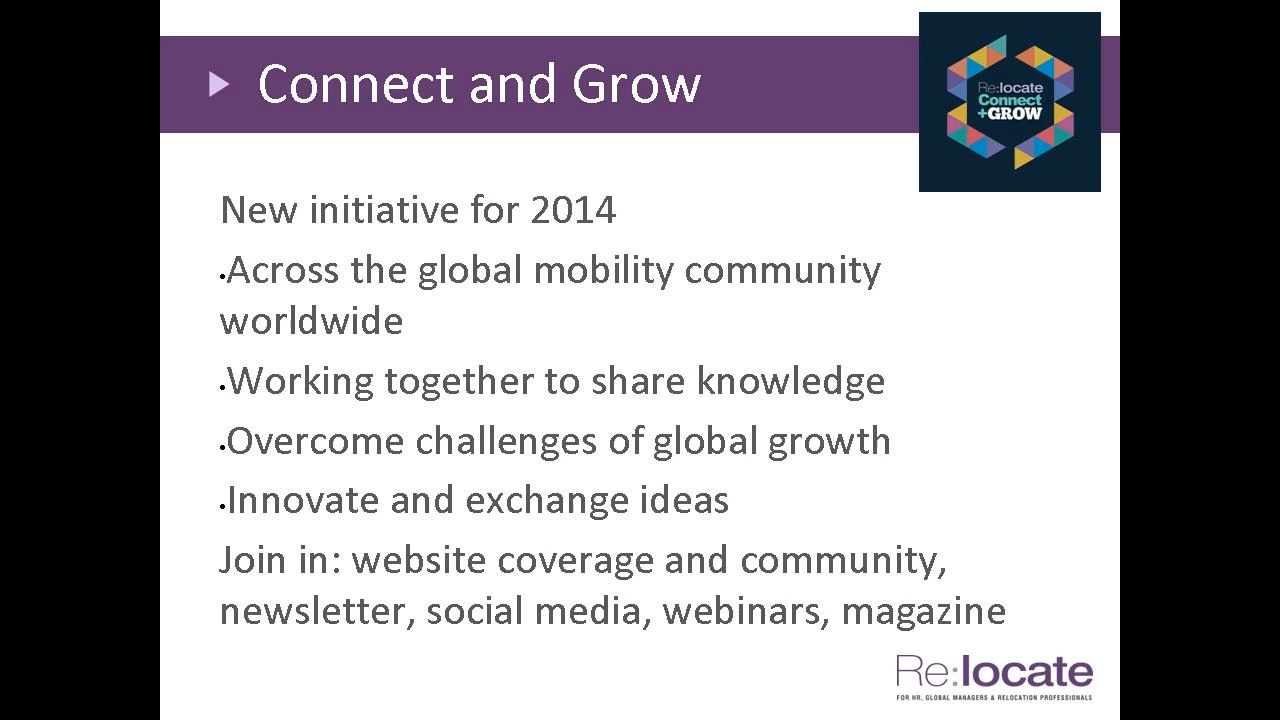 Connect and Grow
Re:locate
Connect
+GROW
New initiative for 2014
•Across the global mobility community
worldwide
•Working together to share knowledge
•Overcome challenges of global growth
•Innovate and exchange ideas
Join in: website coverage and community,
newsletter, social media, webinars, magazine
Re:locate
FOR HR, GLOBAL MANAGERS & RELOCATION PROFESSIONALS